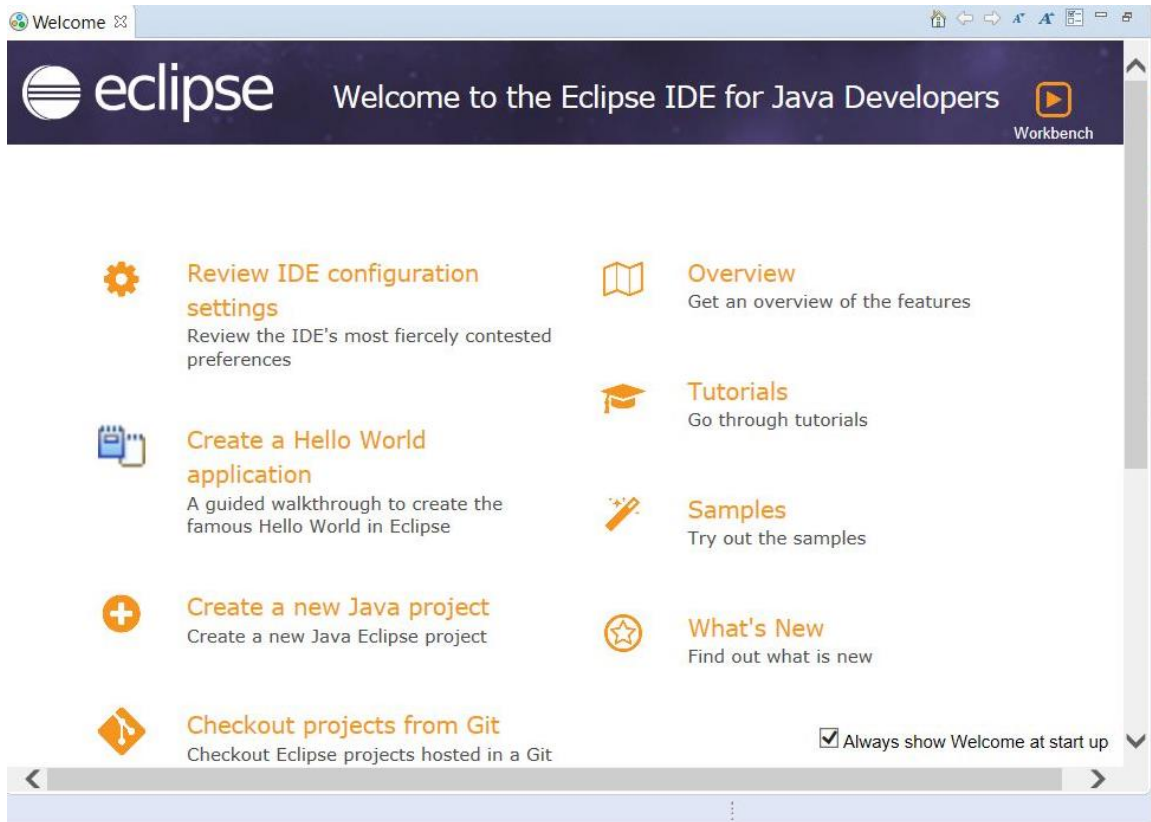 Welcome
eclipse
Welcome to the Eclipse IDE for Java Developers
Workbench
Review IDE configuration
settings
Review the IDE's most fiercely contested
preferences
Create a Hello World
application
A guided walkthrough to create the
famous Hello World in Eclipse
Create a new Java project
Create a new Java Eclipse project
Checkout projects from Git
Checkout Eclipse projects hosted in a Git
Overview
Get an overview of the features
Tutorials
Go through tutorials
Samples
Try out the samples
What's New
Find out what is new
Always show Welcome at start up